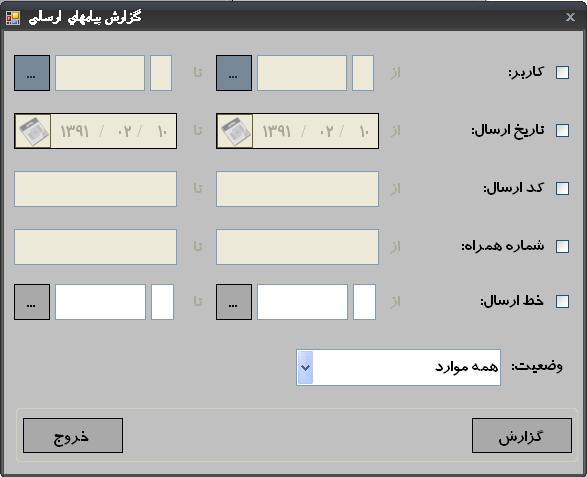 گزارش پیامهاي ارسالی
کاربر: از ... تا ...
تاریخ ارسال: از ۱۳۹۱ / ۰۲ / ۱۰ تا ۱۳۹۱ / ۰۲ / ۱۰
کد ارسال: از تا
شماره همراه: از تا
خط ارسال: از ... تا ...
وضعیت: همه موارد
گزارش خروج